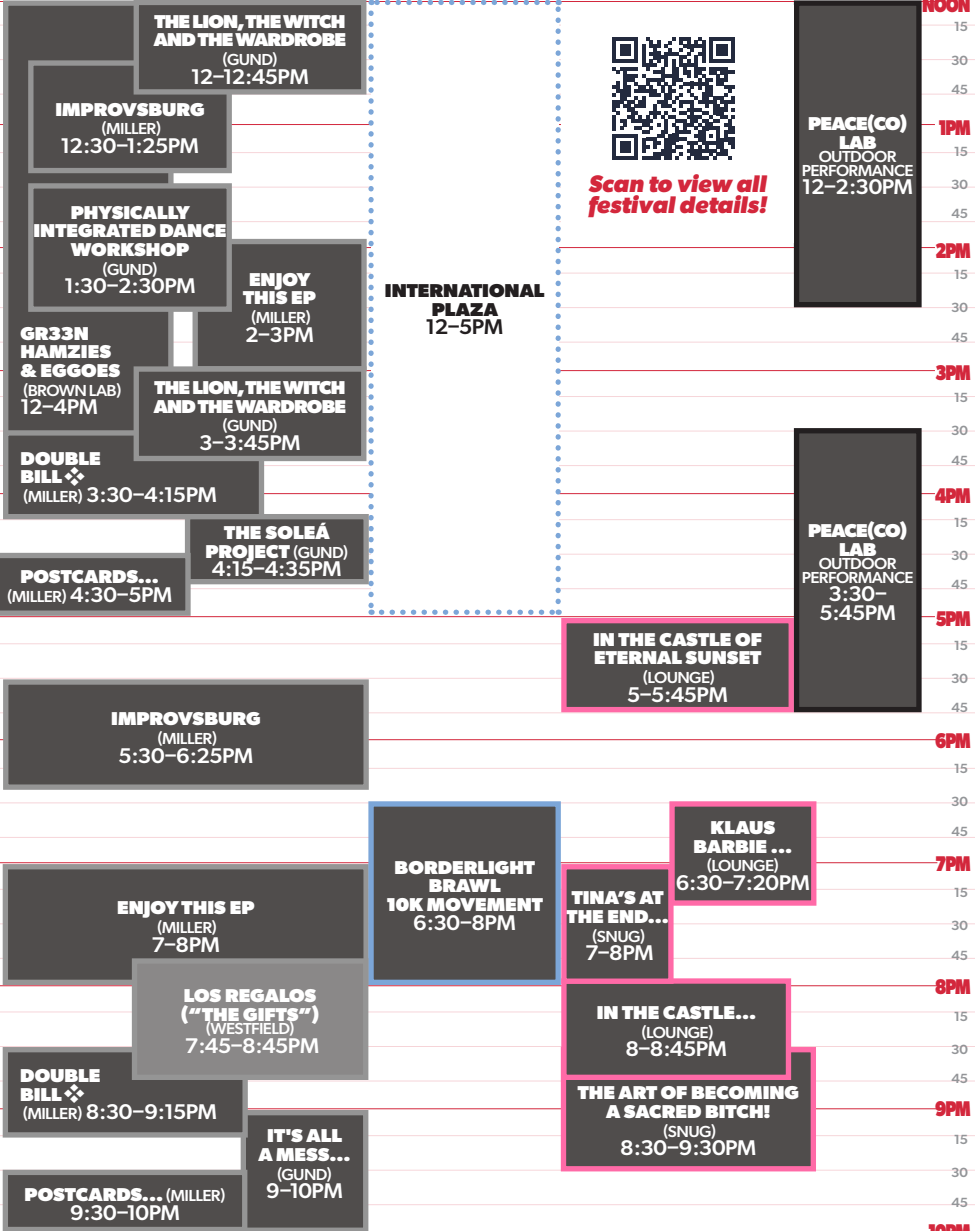 THE LION, THE WITCH
AND THE WARDROBE
(GUND)
12–12:45PM
IMPROVSBURG
(MILLER)
12:30–1:25PM
PHYSICALLY
INTEGRATED DANCE
WORKSHOP
(GUND)
1:30–2:30PM
ENJOY
THIS EP
(MILLER)
2–3PM
GR33N
HAMZIES
& EGGOES
(BROWN LAB)
12–4PM
THE LION, THE WITCH
AND THE WARDROBE
(GUND)
3–3:45PM
DOUBLE
BILL❖
(MILLER) 3:30–4:15PM
THE SOLEÁ
PROJECT (GUND)
4:15–4:35PM
POSTCARDS...
(MILLER) 4:30–5PM
IMPROVSBURG
(MILLER)
5:30–6:25PM
ENJOY THIS EP
(MILLER)
7–8PM
LOS REGALOS
("THE GIFTS")
(WESTFIELD)
7:45–8:45PM
DOUBLE
BILL❖
(MILLER) 8:30–9:15PM
IT'S ALL
A MESS...
(GUND)
9–10PM
POSTCARDS... (MILLER)
9:30–10PM
INTERNATIONAL
PLAZA
12–5PM
BORDERLIGHT
BRAWL
10K MOVEMENT
6:30–8PM
Scan to view all
festival details!
IN THE CASTLE OF
ETERNAL SUNSET
(LOUNGE)
5–5:45PM
KLAUS
BARBIE ...
(LOUNGE)
6:30–7:20PM
TINA'S AT
THE END...
(SNUG)
7–8PM
IN THE CASTLE...
(LOUNGE)
8–8:45PM
THE ART OF BECOMING
A SACRED BITCH!
(SNUG)
8:30–9:30PM
PEACE(CO)
LAB
OUTDOOR
PERFORMANCE
12–2:30PM
PEACE(CO)
LAB
OUTDOOR
PERFORMANCE
3:30–
5:45PM
NOON
15
30
45
1PM
15
30
45
2PM
15
30
45
3PM
15
30
45
4PM
15
30
45
5PM
15
30
45
6PM
15
30
45
7PM
15
30
45
8PM
15
30
45
9PM
15
30
45
10PM